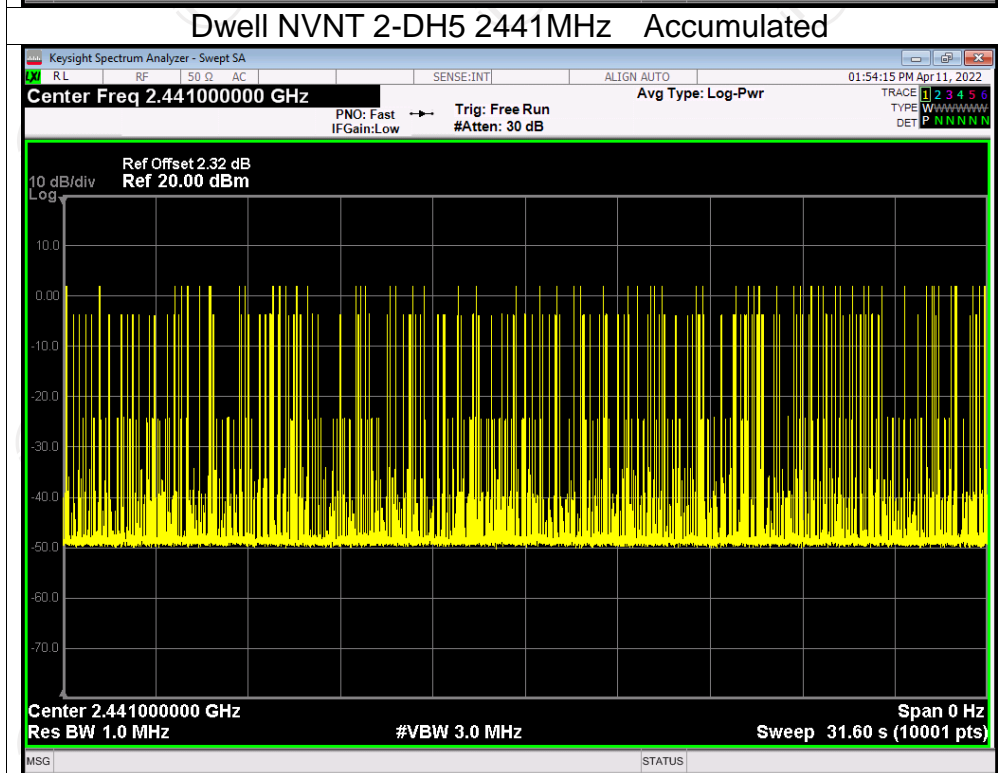 Dwell NVNT 2-DH5 2441MHz Accumulated
Keysight Spectrum Analyzer - Swept SA
LXI RL RF 50 Ω AC SENSE:INT ALIGN AUTO 01:54:15 PM Apr 11, 2022
Center Freq 2.441000000 GHz Avg Type: Log-Pwr TRACE 1 2 3 4 5 6
PNO: Fast Trig: Free Run TYPE WWWWWWW
IFGain:Low #Atten: 30 dB DET P N N N N N
Ref Offset 2.32 dB
10 dB/div Ref 20.00 dBm
Log
10.0
0.00
-10.0
-20.0
-30.0
-40.0
-50.0
-60.0
-70.0
Center 2.441000000 GHz Span 0 Hz
Res BW 1.0 MHz #VBW 3.0 MHz Sweep 31.60 s (10001 pts)
MSG STATUS